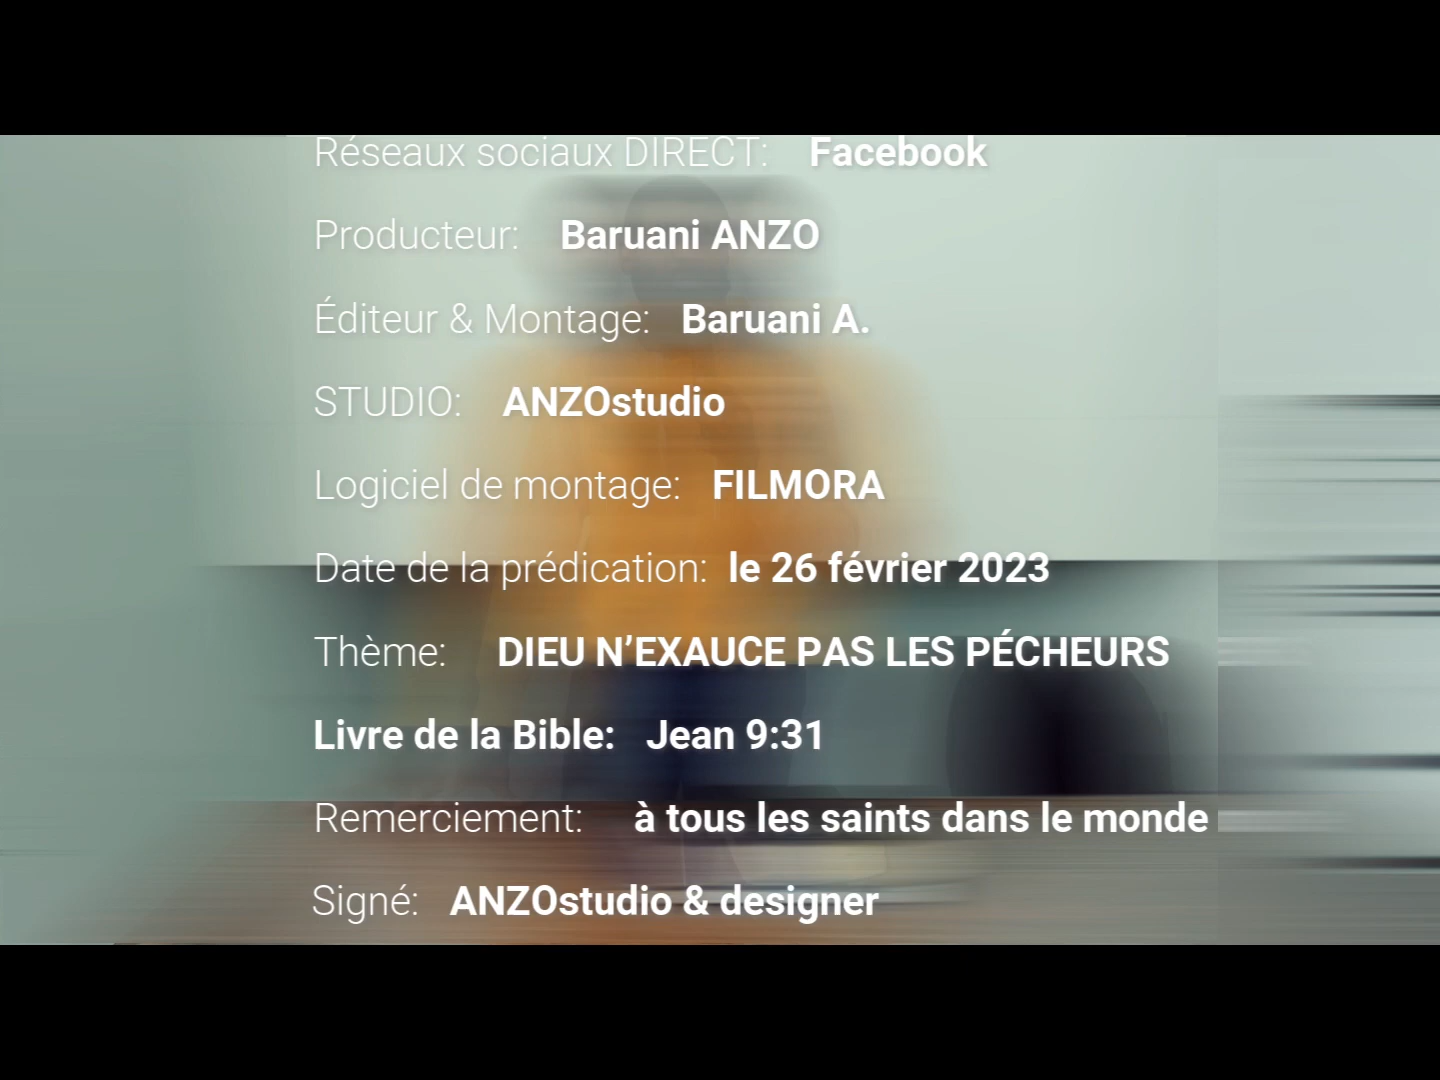 Réseaux sociaux DIRECT: Facebook
Producteur: Baruani ANZO
Éditeur & Montage: Baruani A.
STUDIO: ANZOstudio
Logiciel de montage: FILMORA
Date de la prédication: le 26 février 2023
Thème: DIEU N’EXAUCE PAS LES PÉCHEURS
Livre de la Bible: Jean 9:31
Remerciement: à tous les saints dans le monde
Signé: ANZOstudio & designer